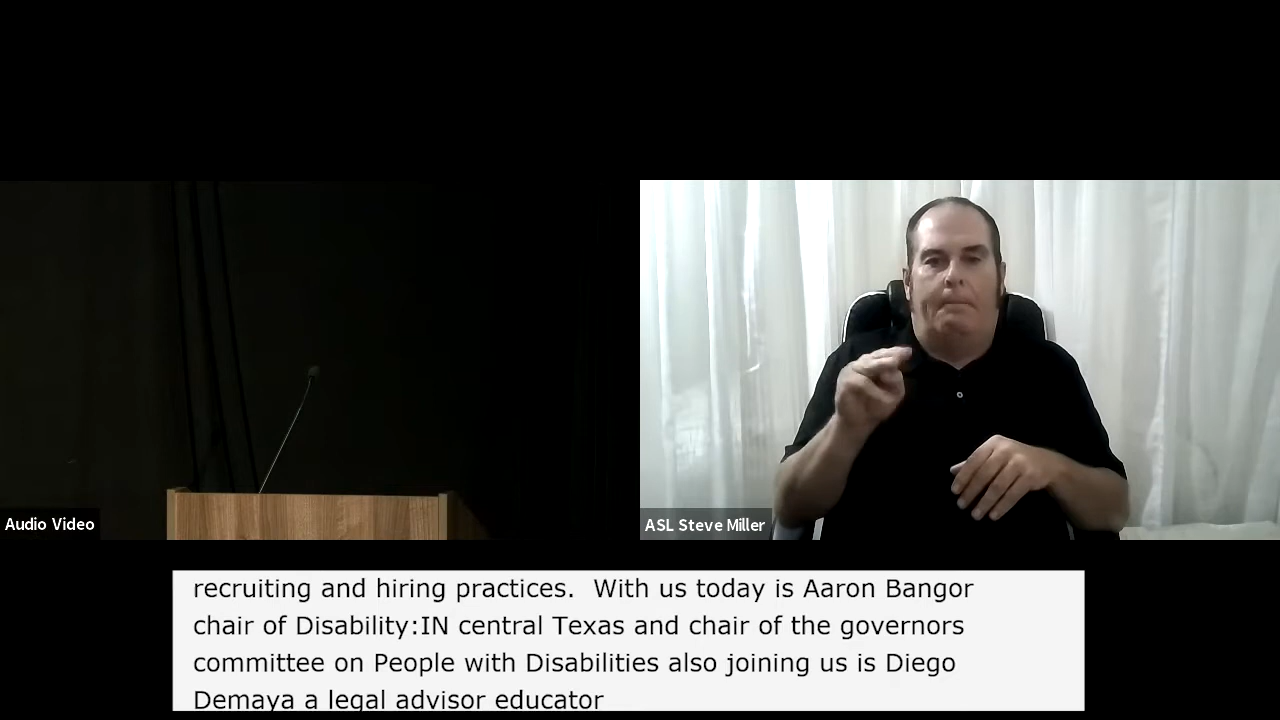 Audio Video
ASL Steve Miller
recruiting and hiring practices.  With us today is Aaron Bangor
chair of Disability:IN central Texas and chair of the governors
committee on People with Disabilities also joining us is Diego
Demaya a legal advisor educator